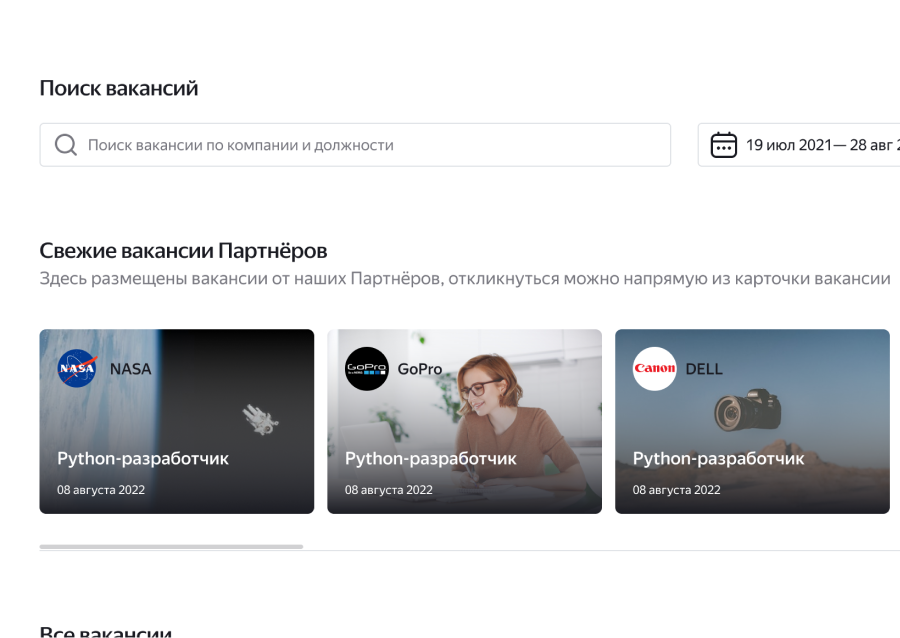 Поиск вакансий
Поиск вакансии по компании и должности
19 июл 2021— 28 авг
Свежие вакансии Партнёров
Здесь размещены вакансии от наших Партнёров, откликнуться можно напрямую из карточки вакансии
NASA NASA
GoPro GoPro
Canon DELL
Python-разработчик
08 августа 2022
Python-разработчик
08 августа 2022
Python-разработчик
08 августа 2022
Все вакансии